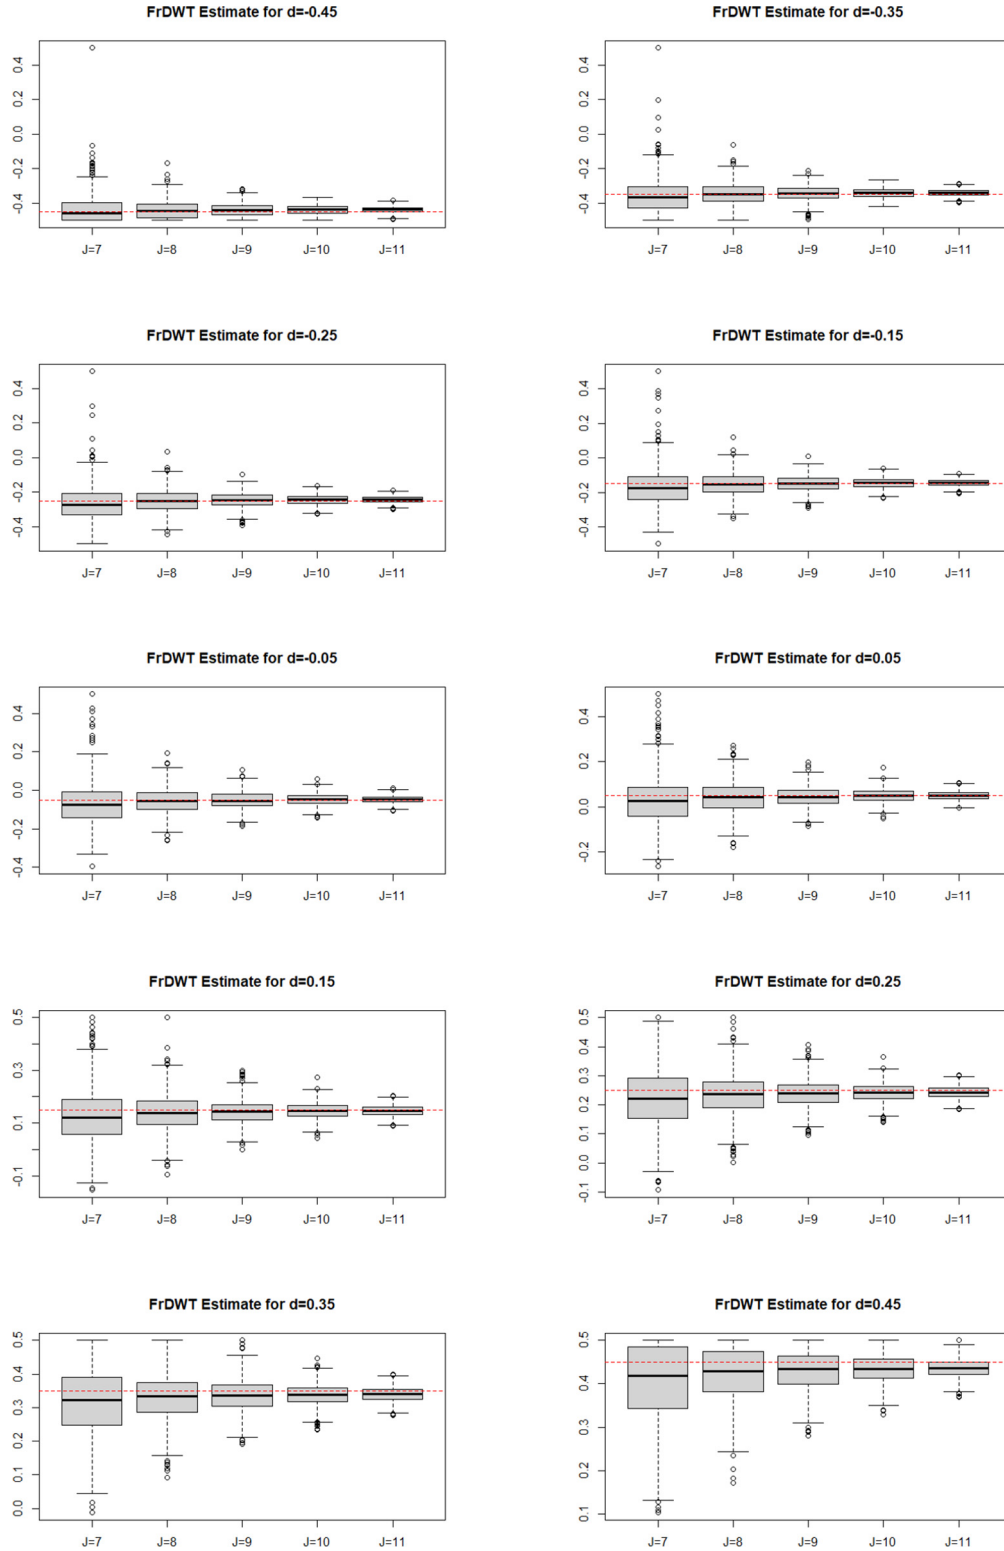 FrDWT Estimate for d=-0.45
0.4
0.2
0.0
-0.2
-0.4
J=7 J=8 J=9 J=10 J=11
FrDWT Estimate for d=-0.35
0.4
0.2
0.0
-0.2
-0.4
J=7 J=8 J=9 J=10 J=11
FrDWT Estimate for d=-0.25
0.4
0.2
0.0
-0.2
-0.4
J=7 J=8 J=9 J=10 J=11
FrDWT Estimate for d=-0.15
0.4
0.2
0.0
-0.2
-0.4
J=7 J=8 J=9 J=10 J=11
FrDWT Estimate for d=-0.05
0.4
0.2
0.0
-0.2
-0.4
J=7 J=8 J=9 J=10 J=11
FrDWT Estimate for d=0.05
0.4
0.2
0.0
-0.2
J=7 J=8 J=9 J=10 J=11
FrDWT Estimate for d=0.15
0.5
0.3
0.1
-0.1
J=7 J=8 J=9 J=10 J=11
FrDWT Estimate for d=0.25
0.5
0.4
0.3
0.2
0.1
0.0
-0.1
J=7 J=8 J=9 J=10 J=11
FrDWT Estimate for d=0.35
0.5
0.4
0.3
0.2
0.1
0.0
J=7 J=8 J=9 J=10 J=11
FrDWT Estimate for d=0.45
0.5
0.4
0.3
0.2
0.1
J=7 J=8 J=9 J=10 J=11